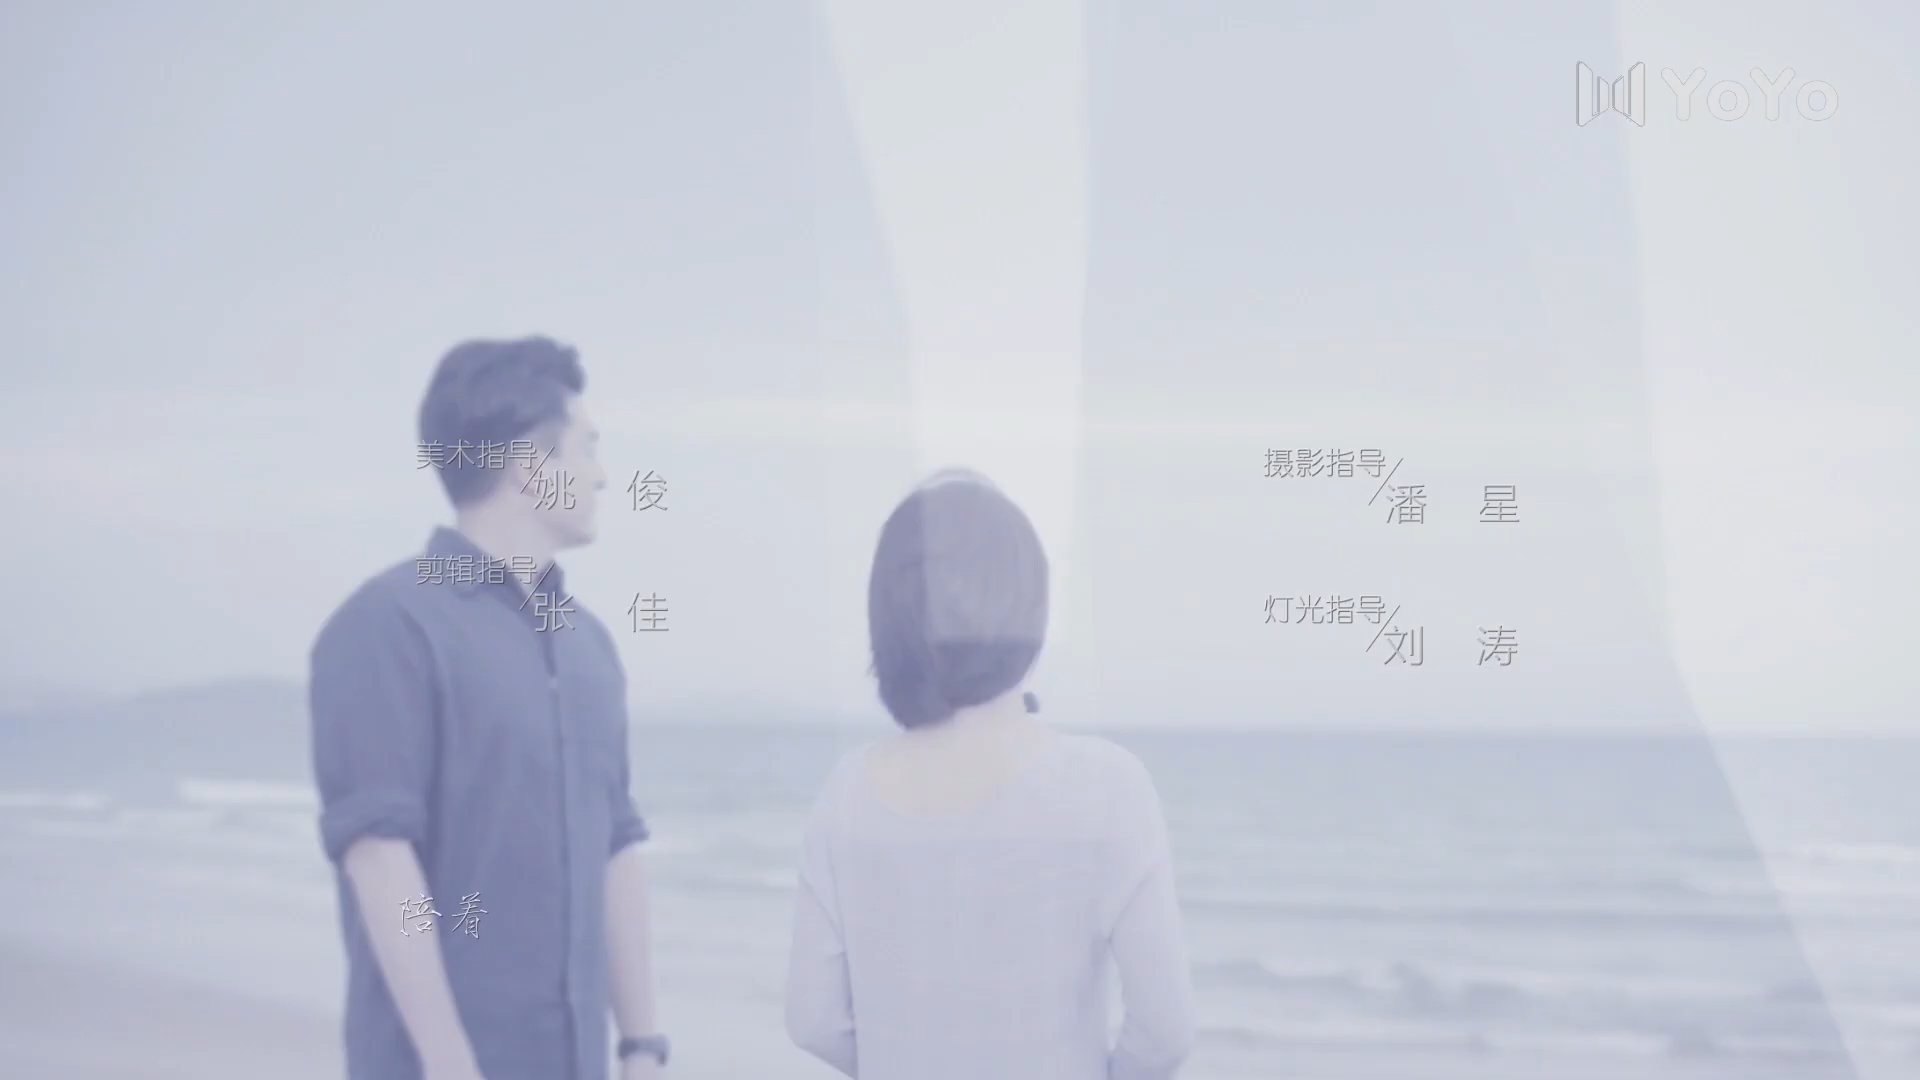 YoYo
美术指导
姚 俊
剪辑指导
张 佳
摄影指导
潘 星
灯光指导
刘 涛
陪着